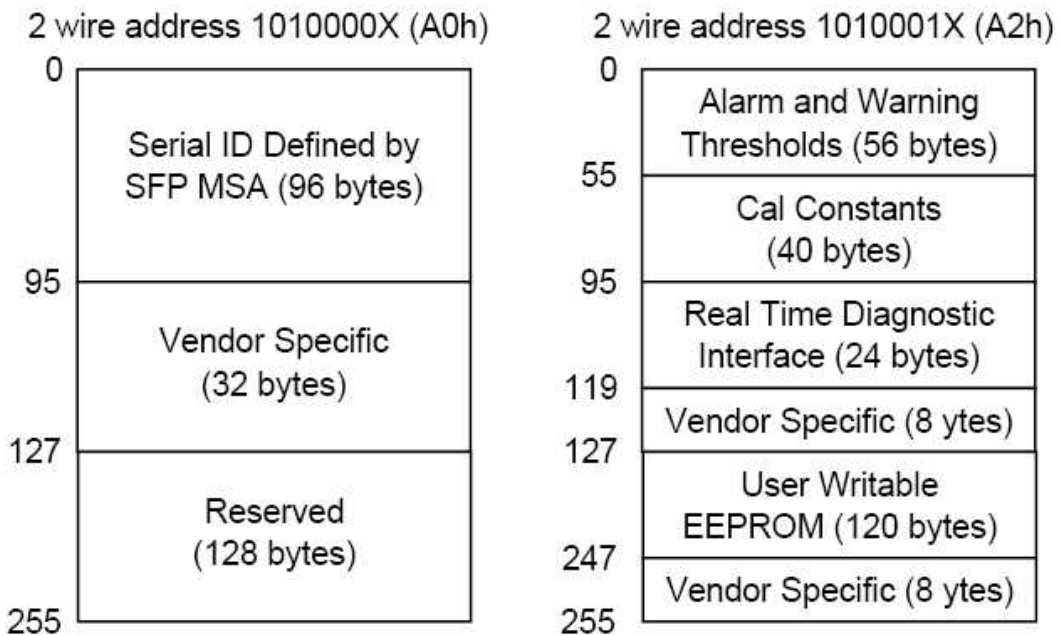 2 wire address 1010000X (A0h)
0
Serial ID Defined by
SFP MSA (96 bytes)
95
Vendor Specific
(32 bytes)
127
Reserved
(128 bytes)
255
2 wire address 1010001X (A2h)
0
Alarm and Warning
Thresholds (56 bytes)
55
Cal Constants
(40 bytes)
95
Real Time Diagnostic
Interface (24 bytes)
119
Vendor Specific (8 ytes)
127
User Writable
EEPROM (120 bytes)
247
Vendor Specific (8 ytes)
255